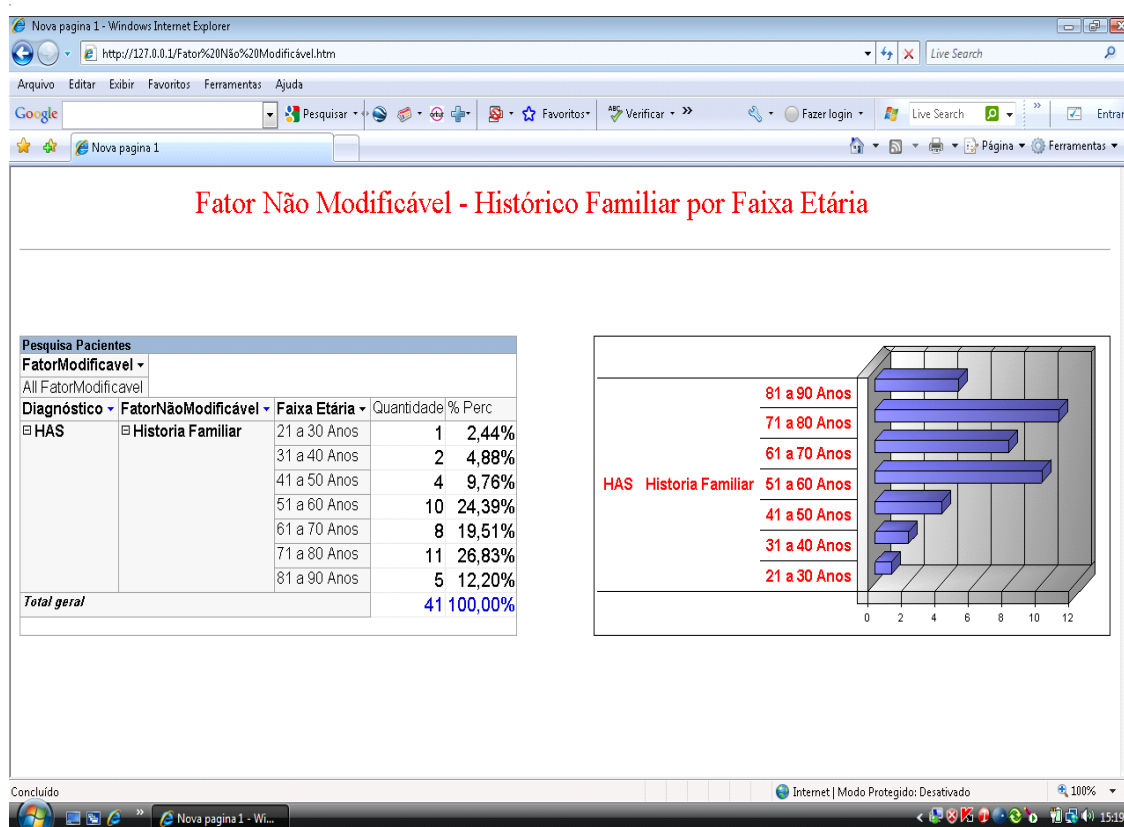 Nova pagina 1 - Windows Internet Explorer
http://127.0.0.1/Fator%20Não%20Modificável.htm
Live Search
Arquivo Editar Exibir Favoritos Ferramentas Ajuda
Google Pesquisar Favoritos Verificar Fazer login Live Search Entrar
Nova pagina 1 Página Ferramentas
Fator Não Modificável - Histórico Familiar por Faixa Etária
Pesquisa Pacientes
FatorModificavel
All FatorModificavel
Diagnóstico FatorNãoModificável Faixa Etária Quantidade % Perc
HAS Historia Familiar 21 a 30 Anos 1 2,44%
31 a 40 Anos 2 4,88%
41 a 50 Anos 4 9,76%
51 a 60 Anos 10 24,39%
61 a 70 Anos 8 19,51%
71 a 80 Anos 11 26,83%
81 a 90 Anos 5 12,20%
Total geral 41 100,00%
81 a 90 Anos
71 a 80 Anos
61 a 70 Anos
HAS Historia Familiar 51 a 60 Anos
41 a 50 Anos
31 a 40 Anos
21 a 30 Anos
0 2 4 6 8 10 12
Concluído Internet | Modo Protegido: Desativado 100%
Nova pagina 1 - Wi... 15:19